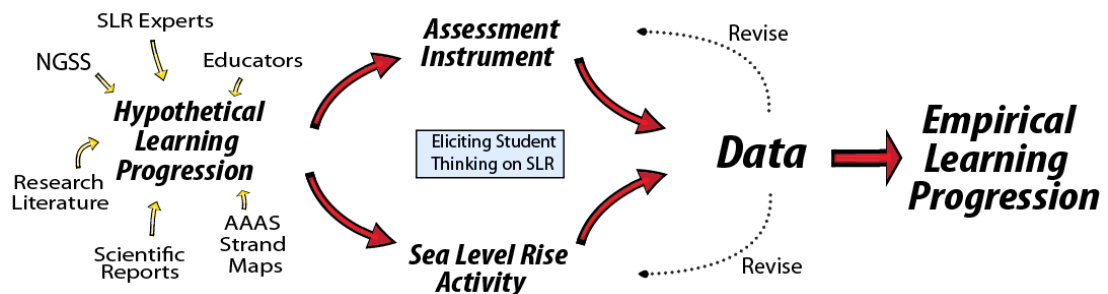 SLR Experts
NGSS
Educators
Hypothetical
Learning
Progression
Research
Literature
Scientific
Reports
AAAS
Strand
Maps
Assessment
Instrument
Eliciting Student
Thinking on SLR
Sea Level Rise
Activity
Revise
Data
Revise
Empirical
Learning
Progression